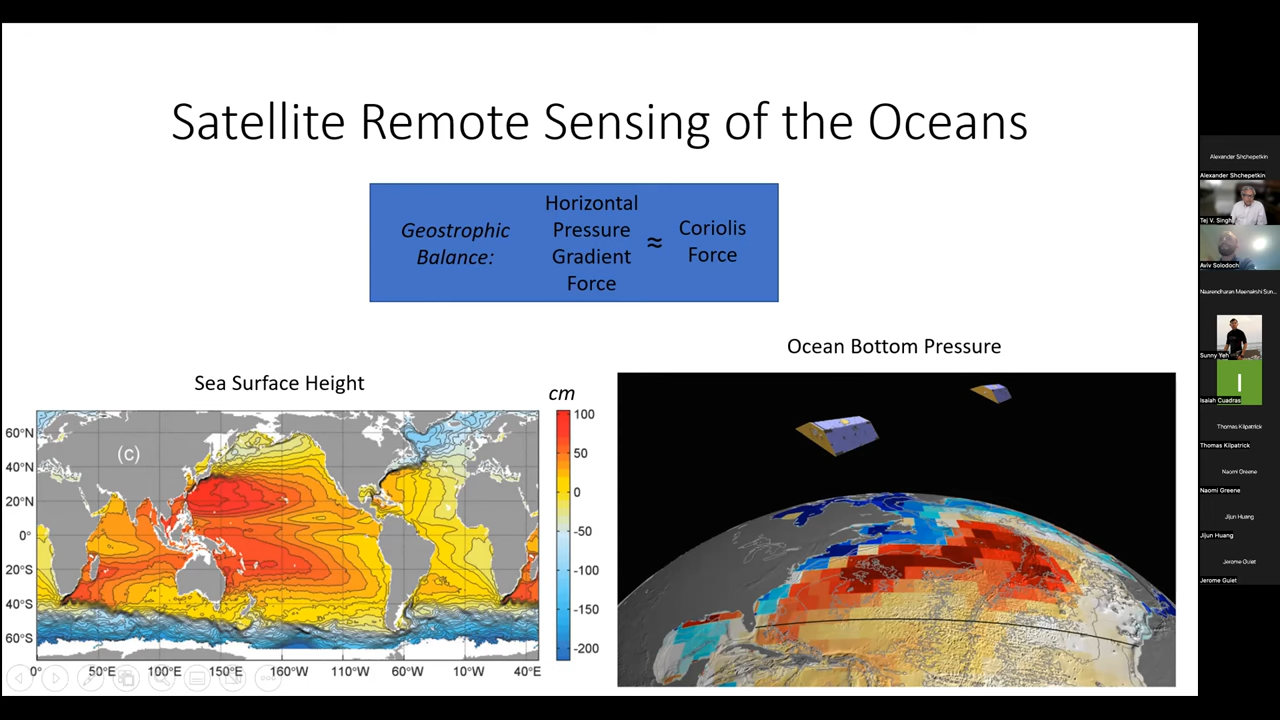 Satellite Remote Sensing of the Oceans
Geostrophic
Balance:
Horizontal
Pressure
Gradient
Force
≈
Coriolis
Force
Ocean Bottom Pressure
Sea Surface Height
cm
(c)
60°N
40°N
20°N
0°
20°S
40°S
60°S
0°
50°E
100°E
150°E
160°W
110°W
60°W
10°W
40°E
100
50
0
-50
-100
-150
-200
Alexander Shchepetkin
Alexander Shchepetkin
Tej V. Singh
Aviv Solodoch
Naarendharan Meenakshi Sun...
Sunny Yeh
I
Isaiah Cuadras
Thomas Kilpatrick
Thomas Kilpatrick
Naomi Greene
Naomi Greene
Jijun Huang
Jijun Huang
Jerome Guiet
Jerome Guiet